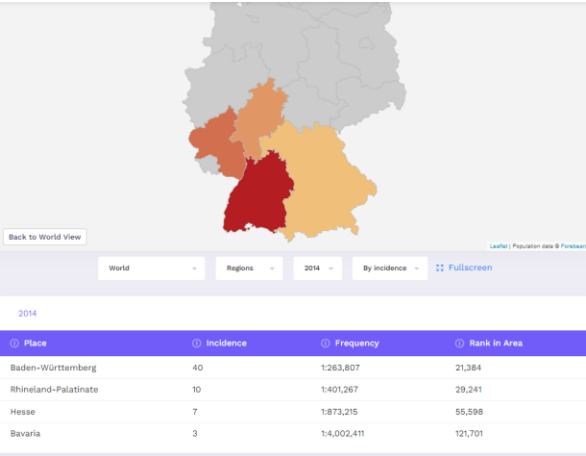 Back to World View
Leaflet | Population data © Forebears
World Regions 2014 By incidence Fullscreen
2014
Place Incidence Frequency Rank in Area
Baden-Württemberg 40 1:263,807 21,384
Rhineland-Palatinate 10 1:401,267 29,241
Hesse 7 1:873,215 55,598
Bavaria 3 1:4,002,411 121,701